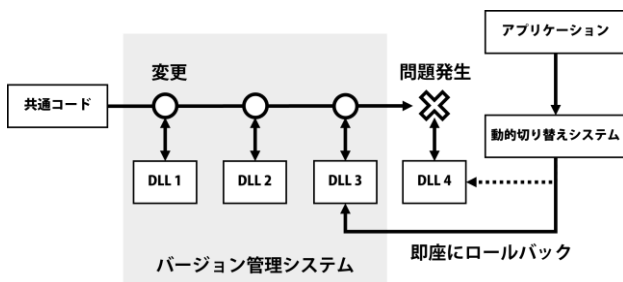 アプリケーション
変更
問題発生
共通コード
動的切り替えシステム
DLL 1
DLL 2
DLL 3
DLL 4
即座にロールバック
バージョン管理システム